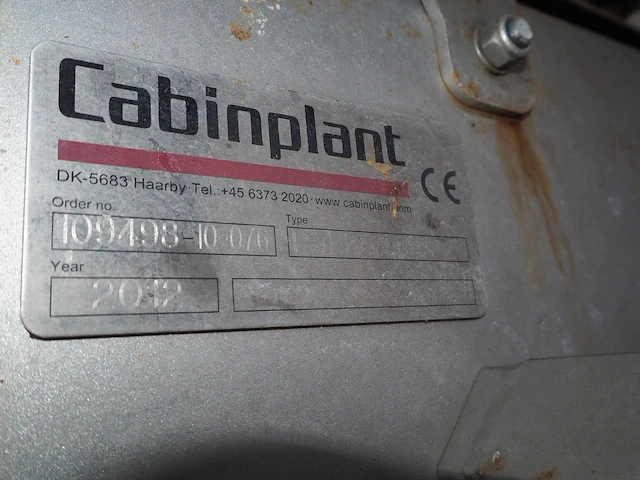 Cabinplant
DK-5683 Haarby·Tel.:+45 6373 2020·www.cabinplant.com
CE
Order no.
109498-10-076
Type
Year
2012